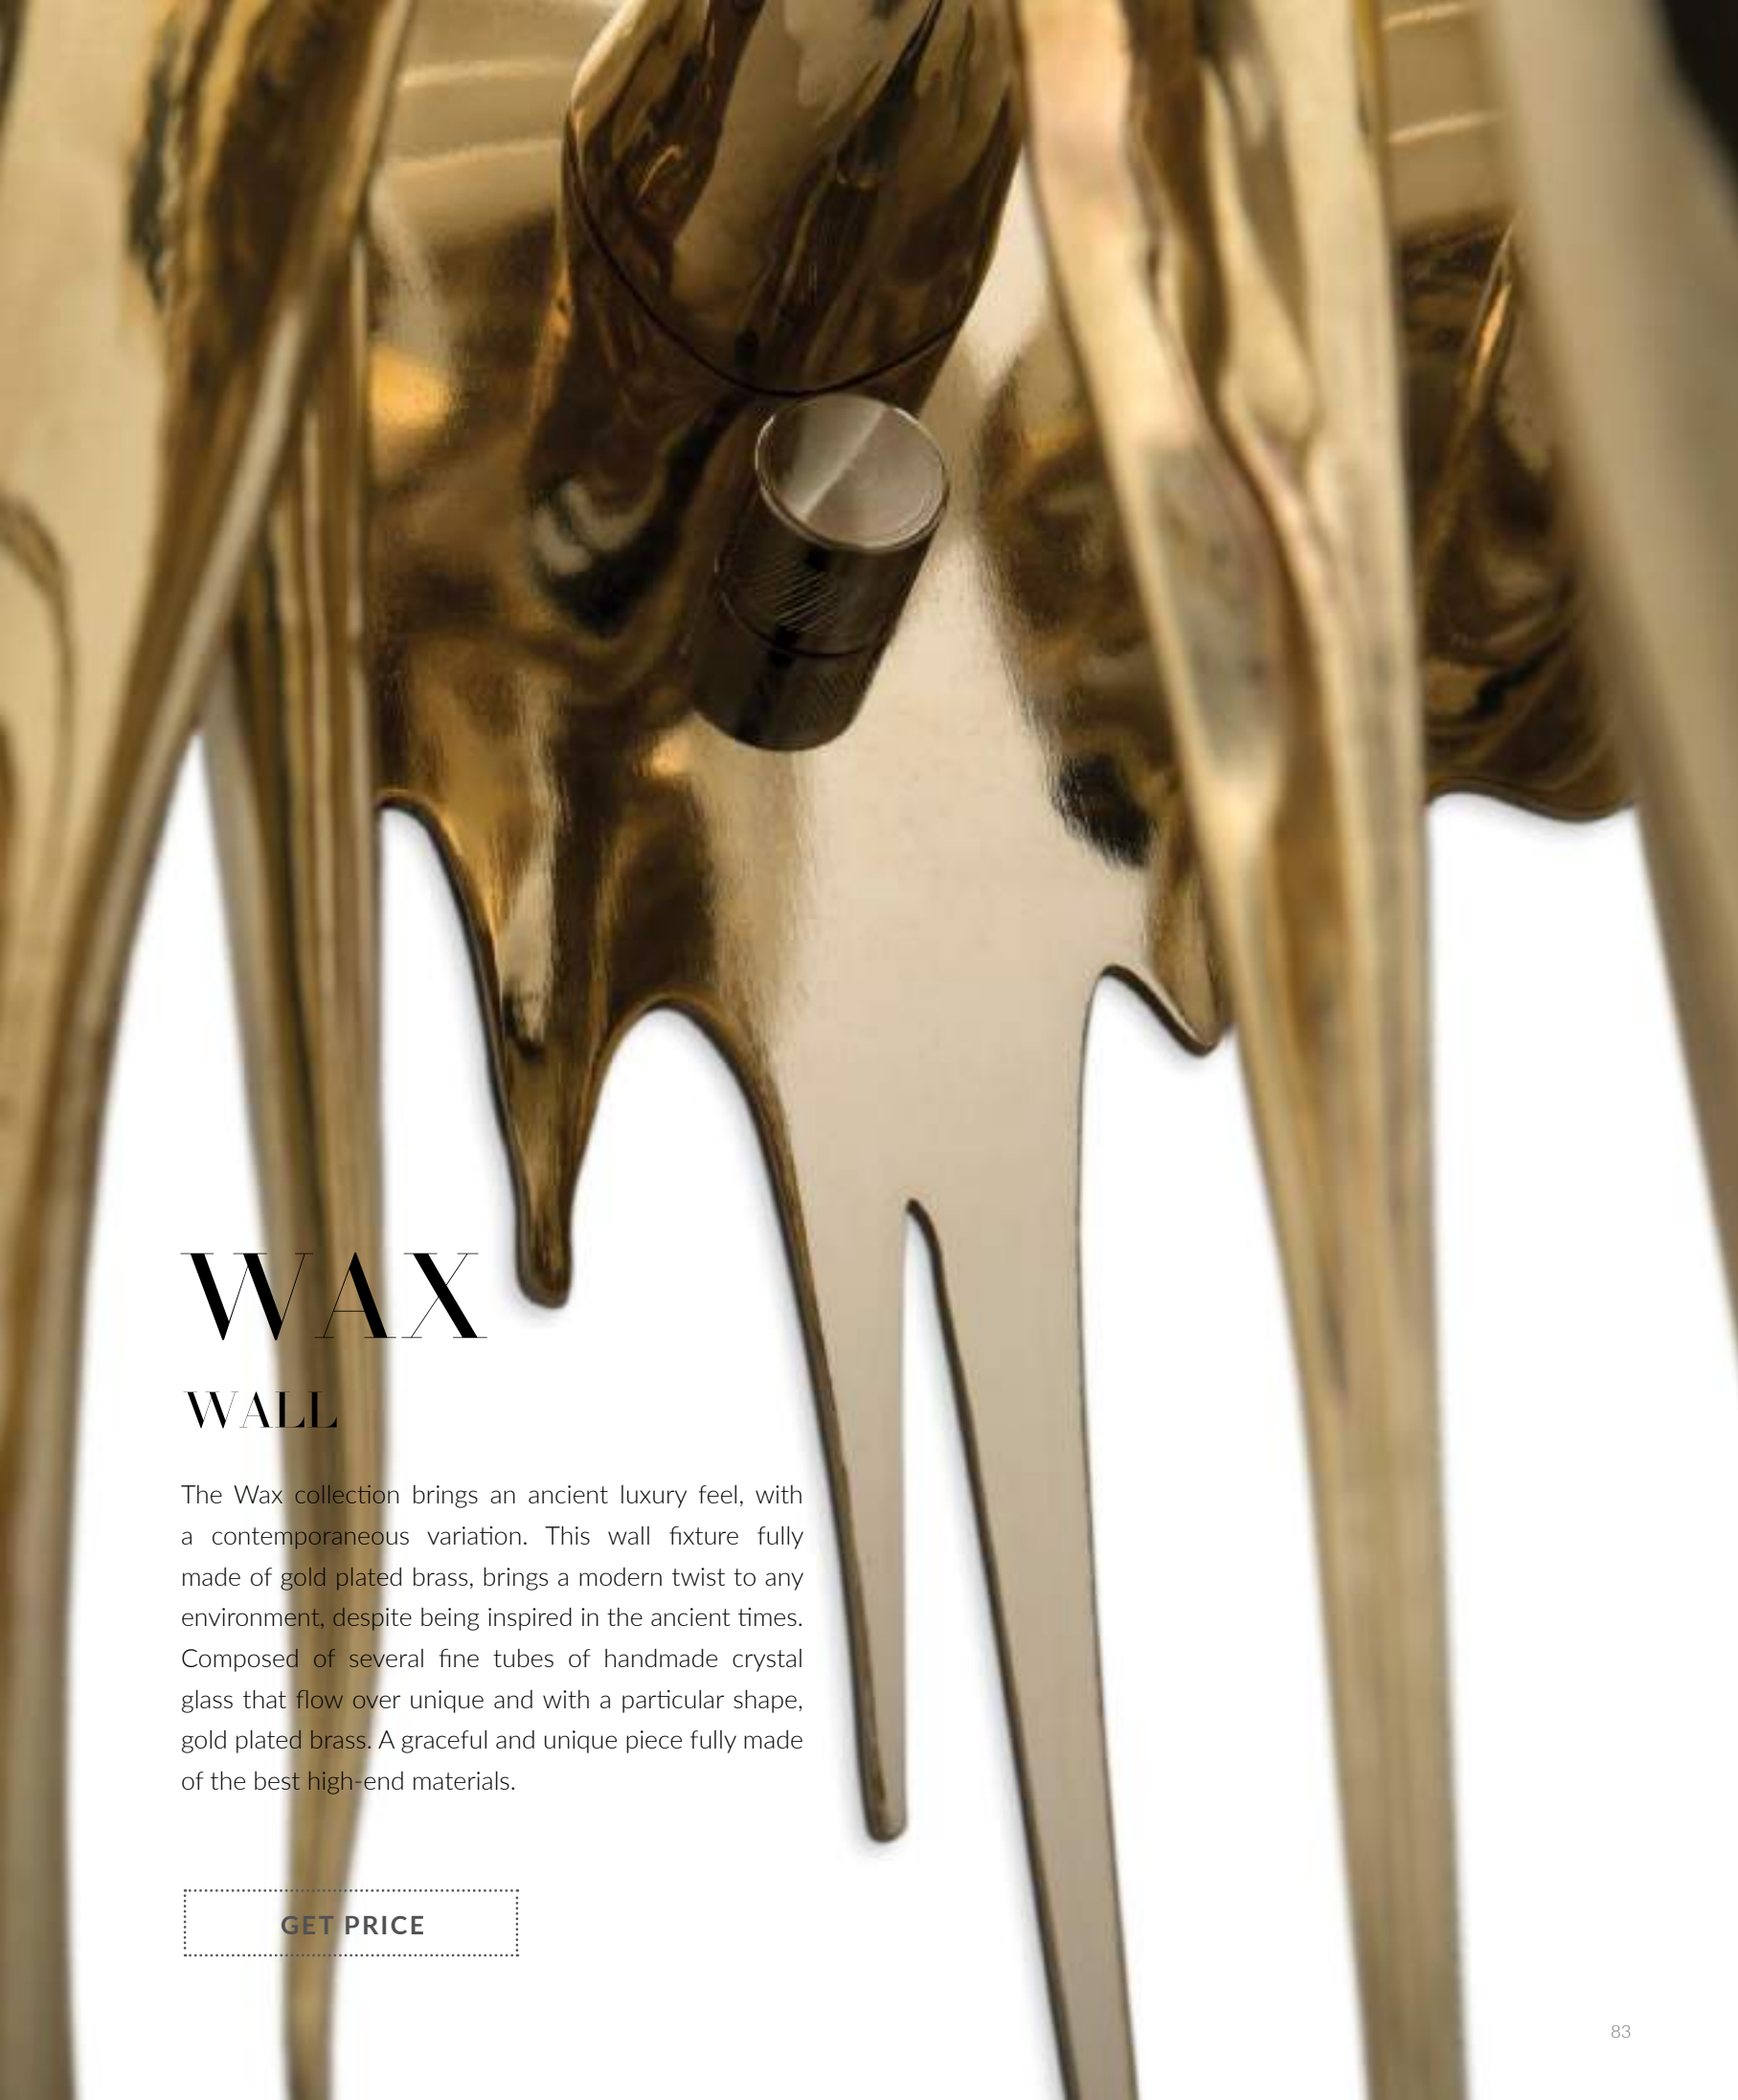 WAX
WALL
The Wax collection brings an ancient luxury feel, with
a contemporaneous variation. This wall fixture fully
made of gold plated brass, brings a modern twist to any
environment, despite being inspired in the ancient times.
Composed of several fine tubes of handmade crystal
glass that flow over unique and with a particular shape,
gold plated brass. A graceful and unique piece fully made
of the best high-end materials.
GET PRICE
83